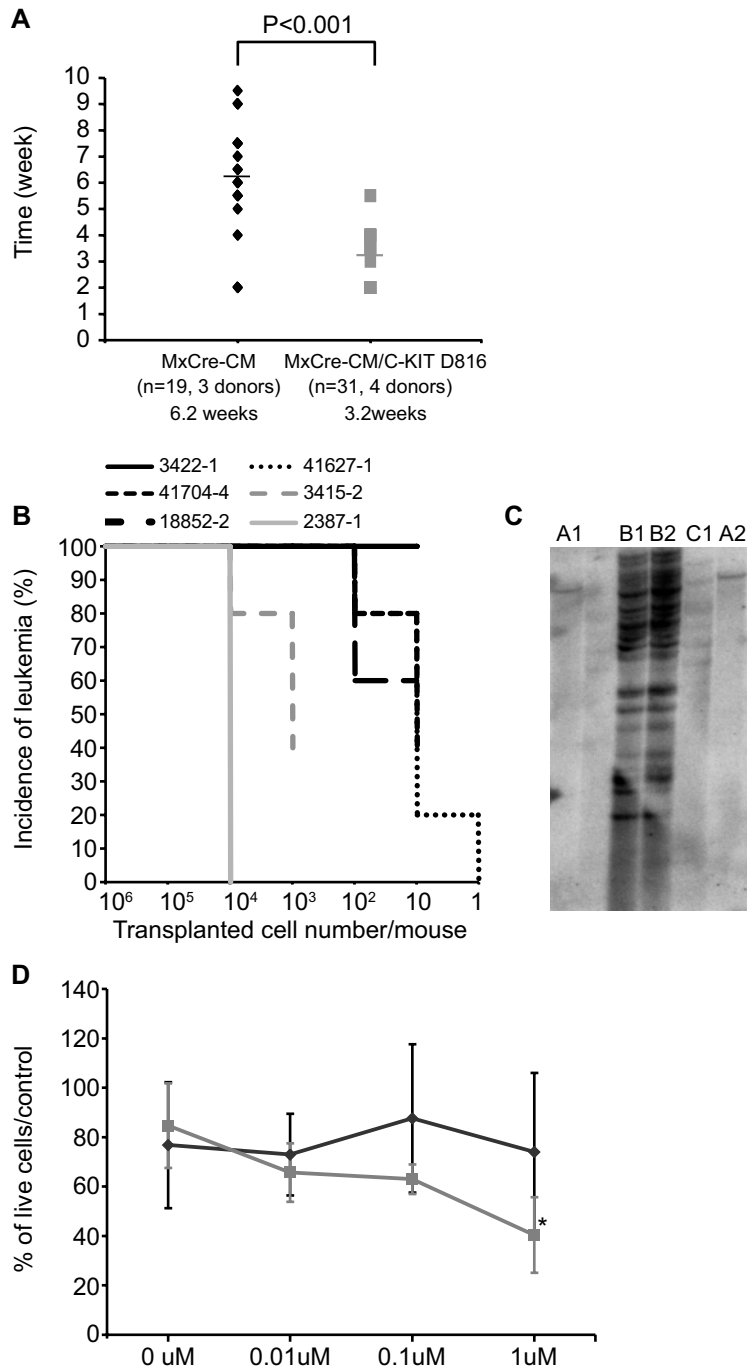 A
P<0.001
10
9
8
7
6
5
4
3
2
1
0
Time (week)
MxCre-CM
(n=19, 3 donors)
6.2 weeks
MxCre-CM/C-KIT D816
(n=31, 4 donors)
3.2weeks
3422-1
41627-1
41704-4
3415-2
18852-2
2387-1
B
100
90
80
70
60
50
40
30
20
10
0
Incidence of leukemia (%)
10⁶ 10⁵ 10⁴ 10³ 10² 10 1
Transplanted cell number/mouse
C
A1 B1 B2 C1 A2
D
140
120
100
80
60
40
20
0
% of live cells/control
*
0 uM 0.01uM 0.1uM 1uM